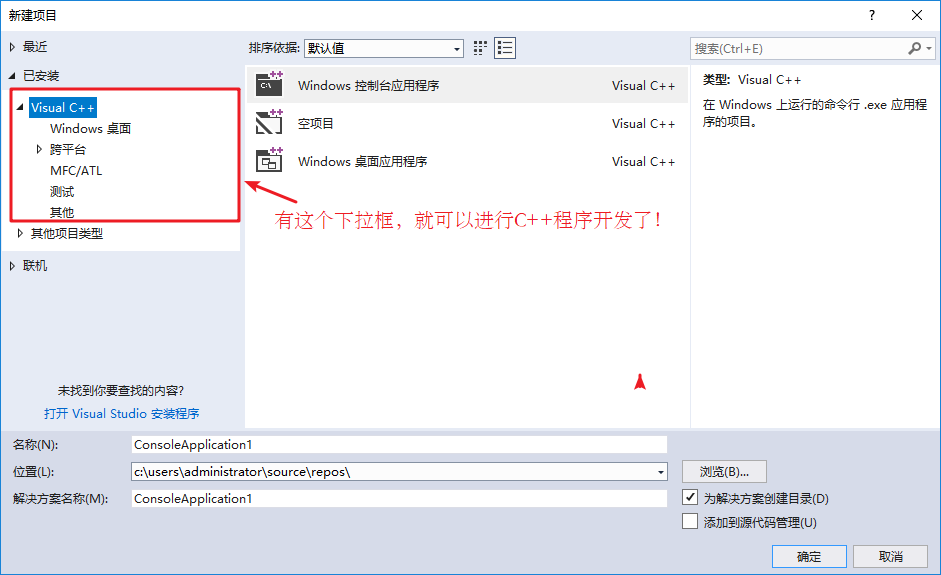 新建项目
?
最近
已安装
Visual C++
Windows 桌面
跨平台
MFC/ATL
测试
其他
其他项目类型
联机
未找到你要查找的内容?
打开 Visual Studio 安装程序
排序依据: 默认值
Windows 控制台应用程序 Visual C++
空项目 Visual C++
Windows 桌面应用程序 Visual C++
有这个下拉框，就可以进行C++程序开发了！
搜索(Ctrl+E)
类型: Visual C++
在 Windows 上运行的命令行 .exe 应用程
序的项目。
名称(N): ConsoleApplication1
位置(L): c:\users\administrator\source\repos\ 浏览(B)...
解决方案名称(M): ConsoleApplication1
为解决方案创建目录(D)
添加到源代码管理(U)
确定 取消